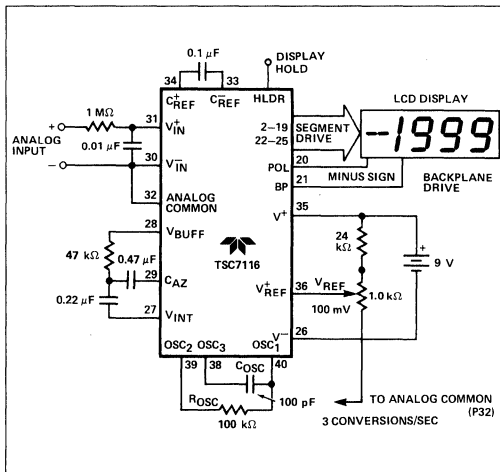 0.1 µF
34
33
C+REF
C−REF
DISPLAY
HOLD
HLDR
LCD DISPLAY
-1999
1 MΩ
31
V+IN
+
ANALOG
INPUT
−
0.01 µF
30
V−IN
32
ANALOG
COMMON
2–19
22–25
SEGMENT
DRIVE
20
POL
MINUS SIGN
21
BP
BACKPLANE
DRIVE
28
VBUFF
47 kΩ
0.47 µF
29
CAZ
0.22 µF
27
VINT
TSC7116
35
V+
24
kΩ
+
9 V
36
V+REF
VREF
100 mV
1.0 kΩ
26
V−
OSC2
OSC3
OSC1
39
38
40
COSC
100 pF
ROSC
100 kΩ
TO ANALOG COMMON
(P32)
3 CONVERSIONS/SEC